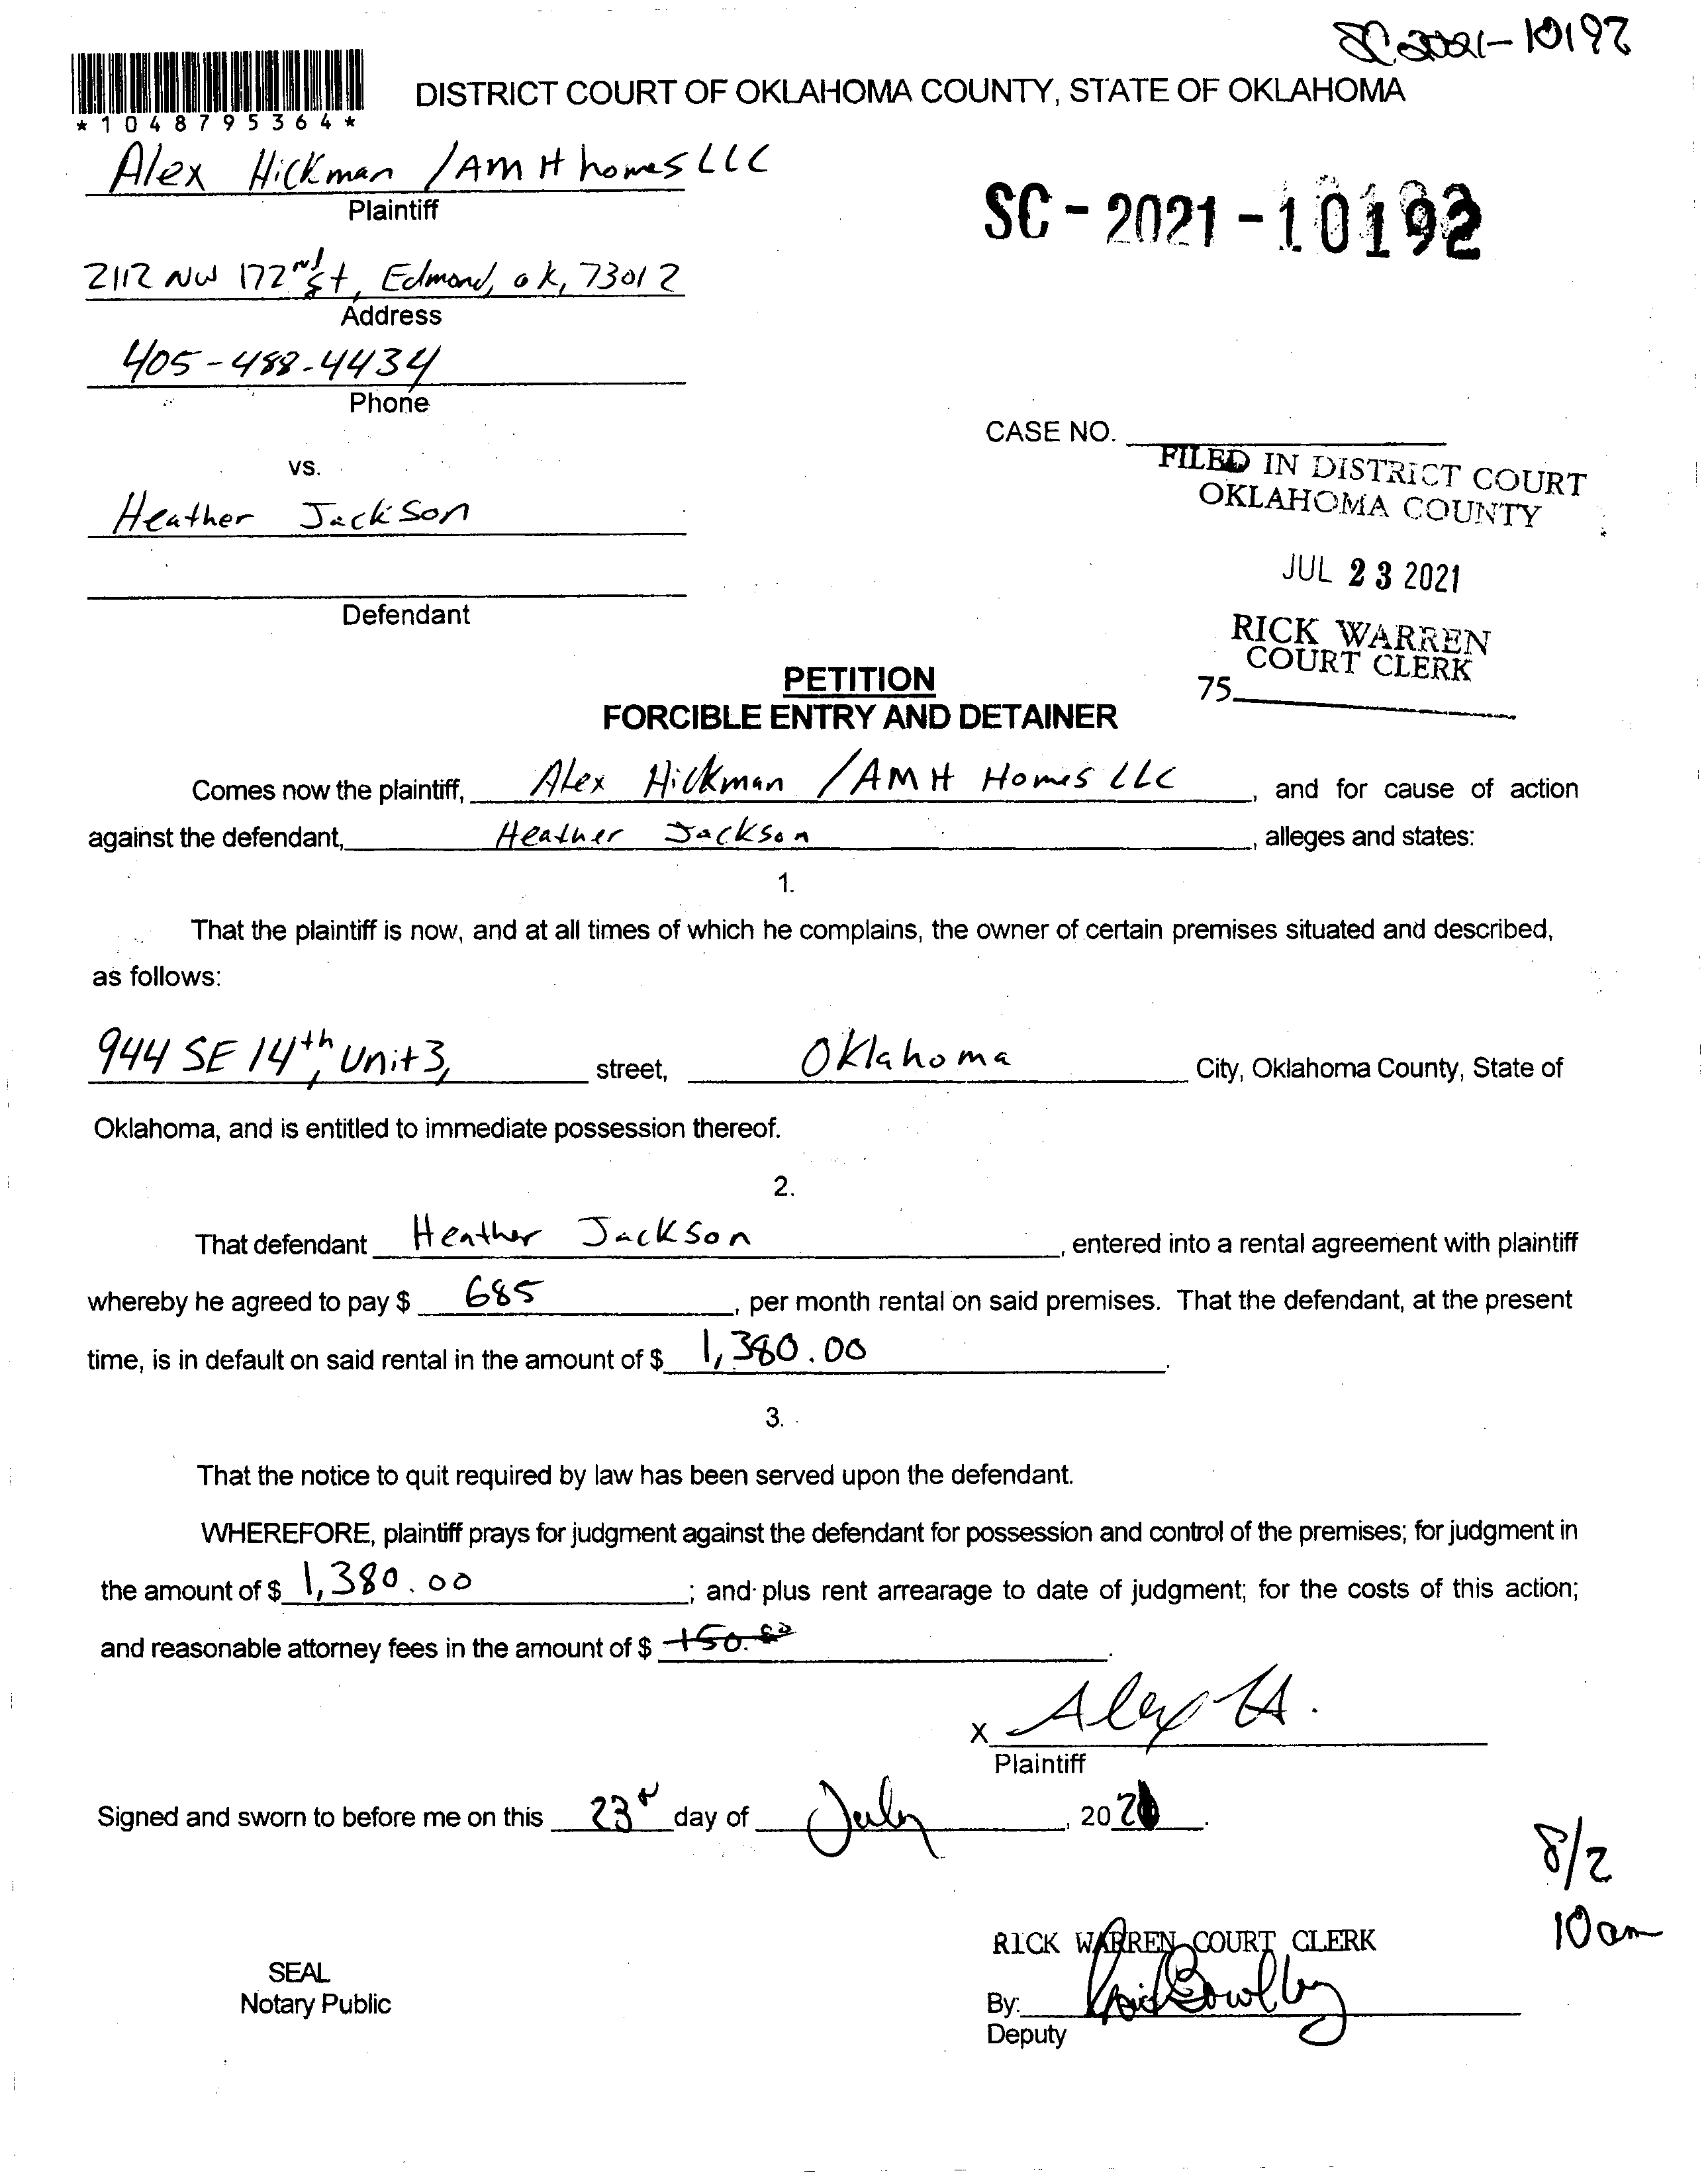 SC-2021-10192
*1048795364*
DISTRICT COURT OF OKLAHOMA COUNTY, STATE OF OKLAHOMA
Alex Hickman / AMH homes LLC
Plaintiff
SC-2021-10192
2112 NW 172nd St, Edmond, OK, 73012
Address
405-488-4434
Phone
CASE NO.
vs.
FILED IN DISTRICT COURT
OKLAHOMA COUNTY
Heather Jackson
JUL 23 2021
Defendant
RICK WARREN
COURT CLERK
75
PETITION
FORCIBLE ENTRY AND DETAINER
Comes now the plaintiff, Alex Hickman / AMH Homes LLC, and for cause of action
against the defendant, Heather Jackson, alleges and states:
1.
That the plaintiff is now, and at all times of which he complains, the owner of certain premises situated and described,
as follows:
944 SE 14th, Unit 3, street, Oklahoma City, Oklahoma County, State of
Oklahoma, and is entitled to immediate possession thereof.
2.
That defendant Heather Jackson, entered into a rental agreement with plaintiff
whereby he agreed to pay $ 685, per month rental on said premises. That the defendant, at the present
time, is in default on said rental in the amount of $ 1,380.00.
3.
That the notice to quit required by law has been served upon the defendant.
WHEREFORE, plaintiff prays for judgment against the defendant for possession and control of the premises; for judgment in
the amount of $ 1,380.00; and plus rent arrearage to date of judgment; for the costs of this action;
and reasonable attorney fees in the amount of $ 150.00.
x Alex H.
Plaintiff
Signed and sworn to before me on this 23rd day of July, 2021.
8/2
10am
RICK WARREN COURT CLERK
SEAL
Notary Public
By:
Deputy